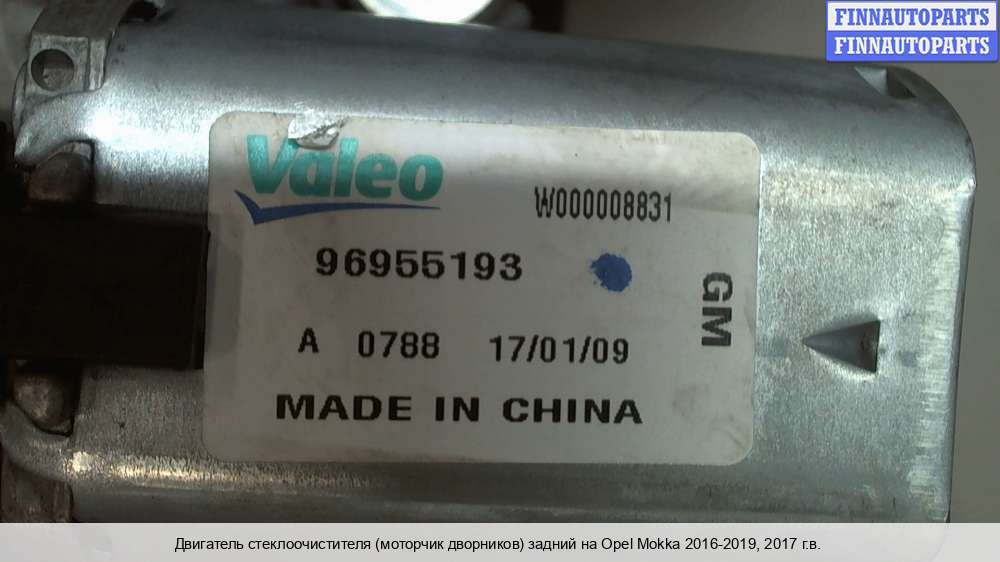 FINNAUTOPARTS
FINNAUTOPARTS
Valeo
W000008831
96955193
GM
A 0788 17/01/09
MADE IN CHINA
Двигатель стеклоочистителя (моторчик дворников) задний на Opel Mokka 2016-2019, 2017 г.в.